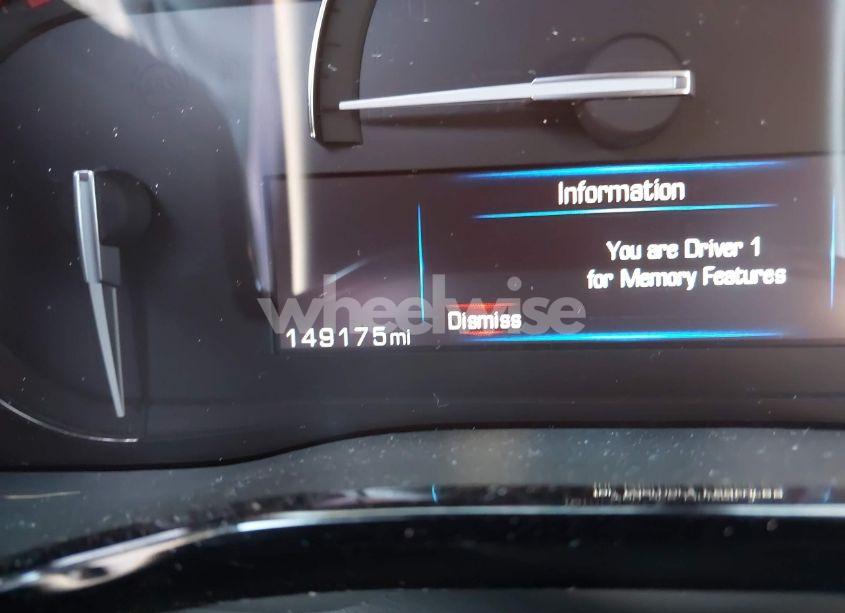 Information
You are Driver 1
for Memory Features
wheelwise
Dismiss
149175mi